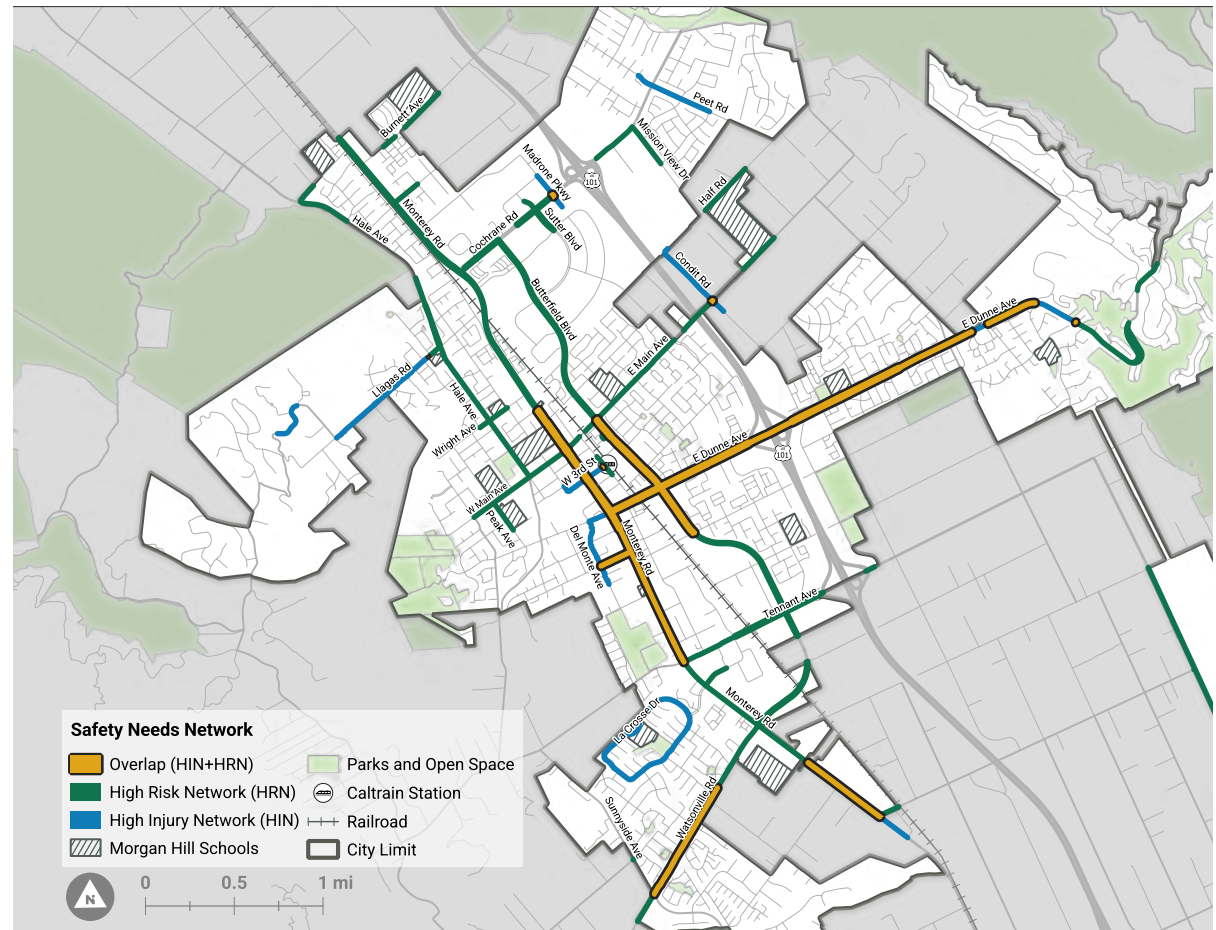 Peet Rd
Burnett Ave
Mission View Dr
Madrone Pkwy
101
Half Rd
Monterey Rd
Hale Ave
Cochrane Rd
Sutter Blvd
Condit Rd
Butterfield Blvd
E Dunne Ave
E Main Ave
Llagas Rd
Hale Ave
Wright Ave
E Dunne Ave
101
W 3rd St
W Main Ave
Peak Ave
Monterey Rd
Del Monte Ave
Tennant Ave
Monterey Rd
La Crosse Dr
Watsonville Rd
Sunnyside Ave
Safety Needs Network
Overlap (HIN+HRN)
High Risk Network (HRN)
High Injury Network (HIN)
Morgan Hill Schools
Parks and Open Space
Caltrain Station
Railroad
City Limit
N
0 0.5 1 mi